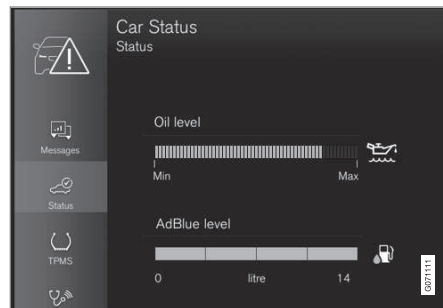 Car Status
Status
Messages
Status
TPMS
Oil level
Min Max
AdBlue level
0 litre 14
G071111